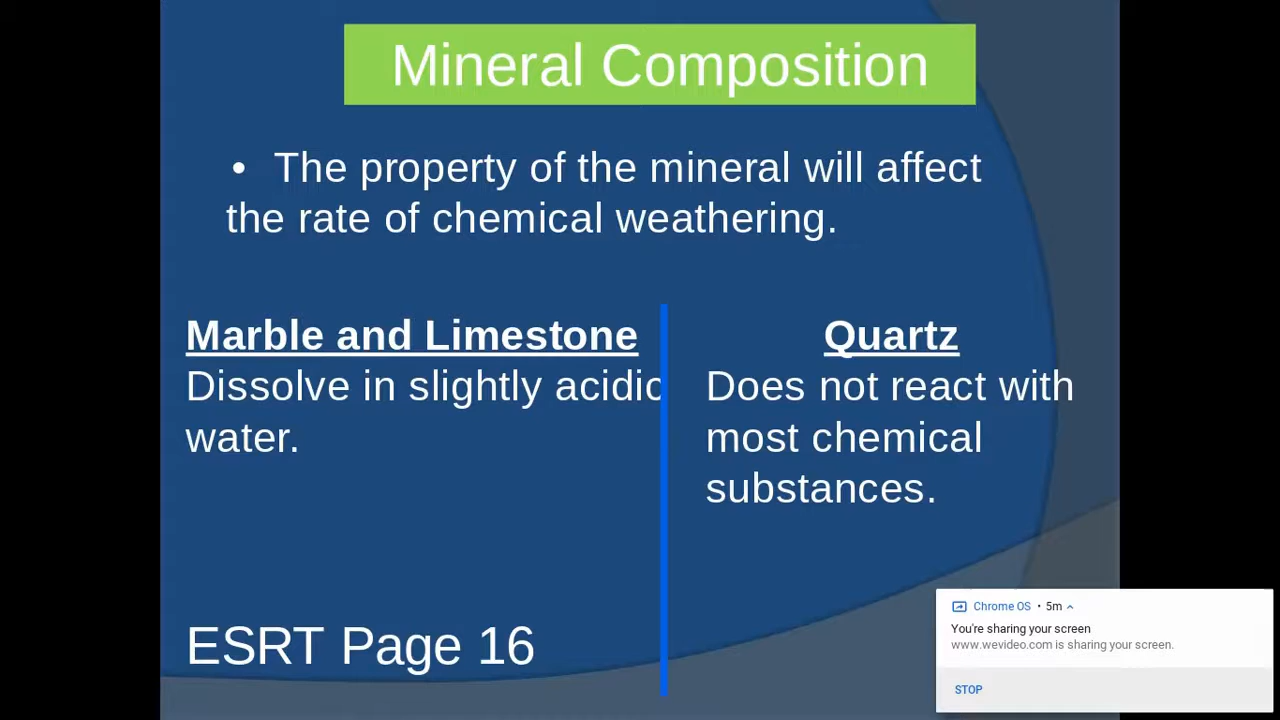 Mineral Composition
• The property of the mineral will affect
the rate of chemical weathering.
Marble and Limestone
Dissolve in slightly acidic
water.
Quartz
Does not react with
most chemical
substances.
ESRT Page 16
Chrome OS • 5m
You're sharing your screen
www.wevideo.com is sharing your screen.
STOP